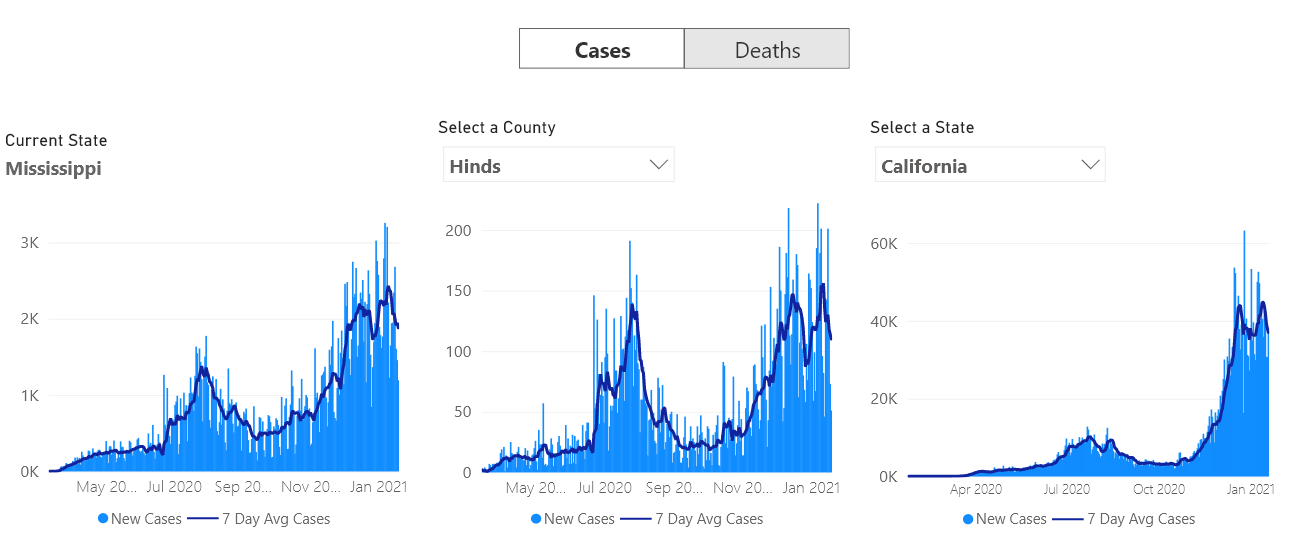 Cases Deaths
Current State
Mississippi
Select a County
Hinds
Select a State
California
3K
2K
1K
0K
May 20... Jul 2020 Sep 20... Nov 20... Jan 2021
New Cases 7 Day Avg Cases
200
150
100
50
0
May 20... Jul 2020 Sep 20... Nov 20... Jan 2021
New Cases 7 Day Avg Cases
60K
40K
20K
0K
Apr 2020 Jul 2020 Oct 2020 Jan 2021
New Cases 7 Day Avg Cases